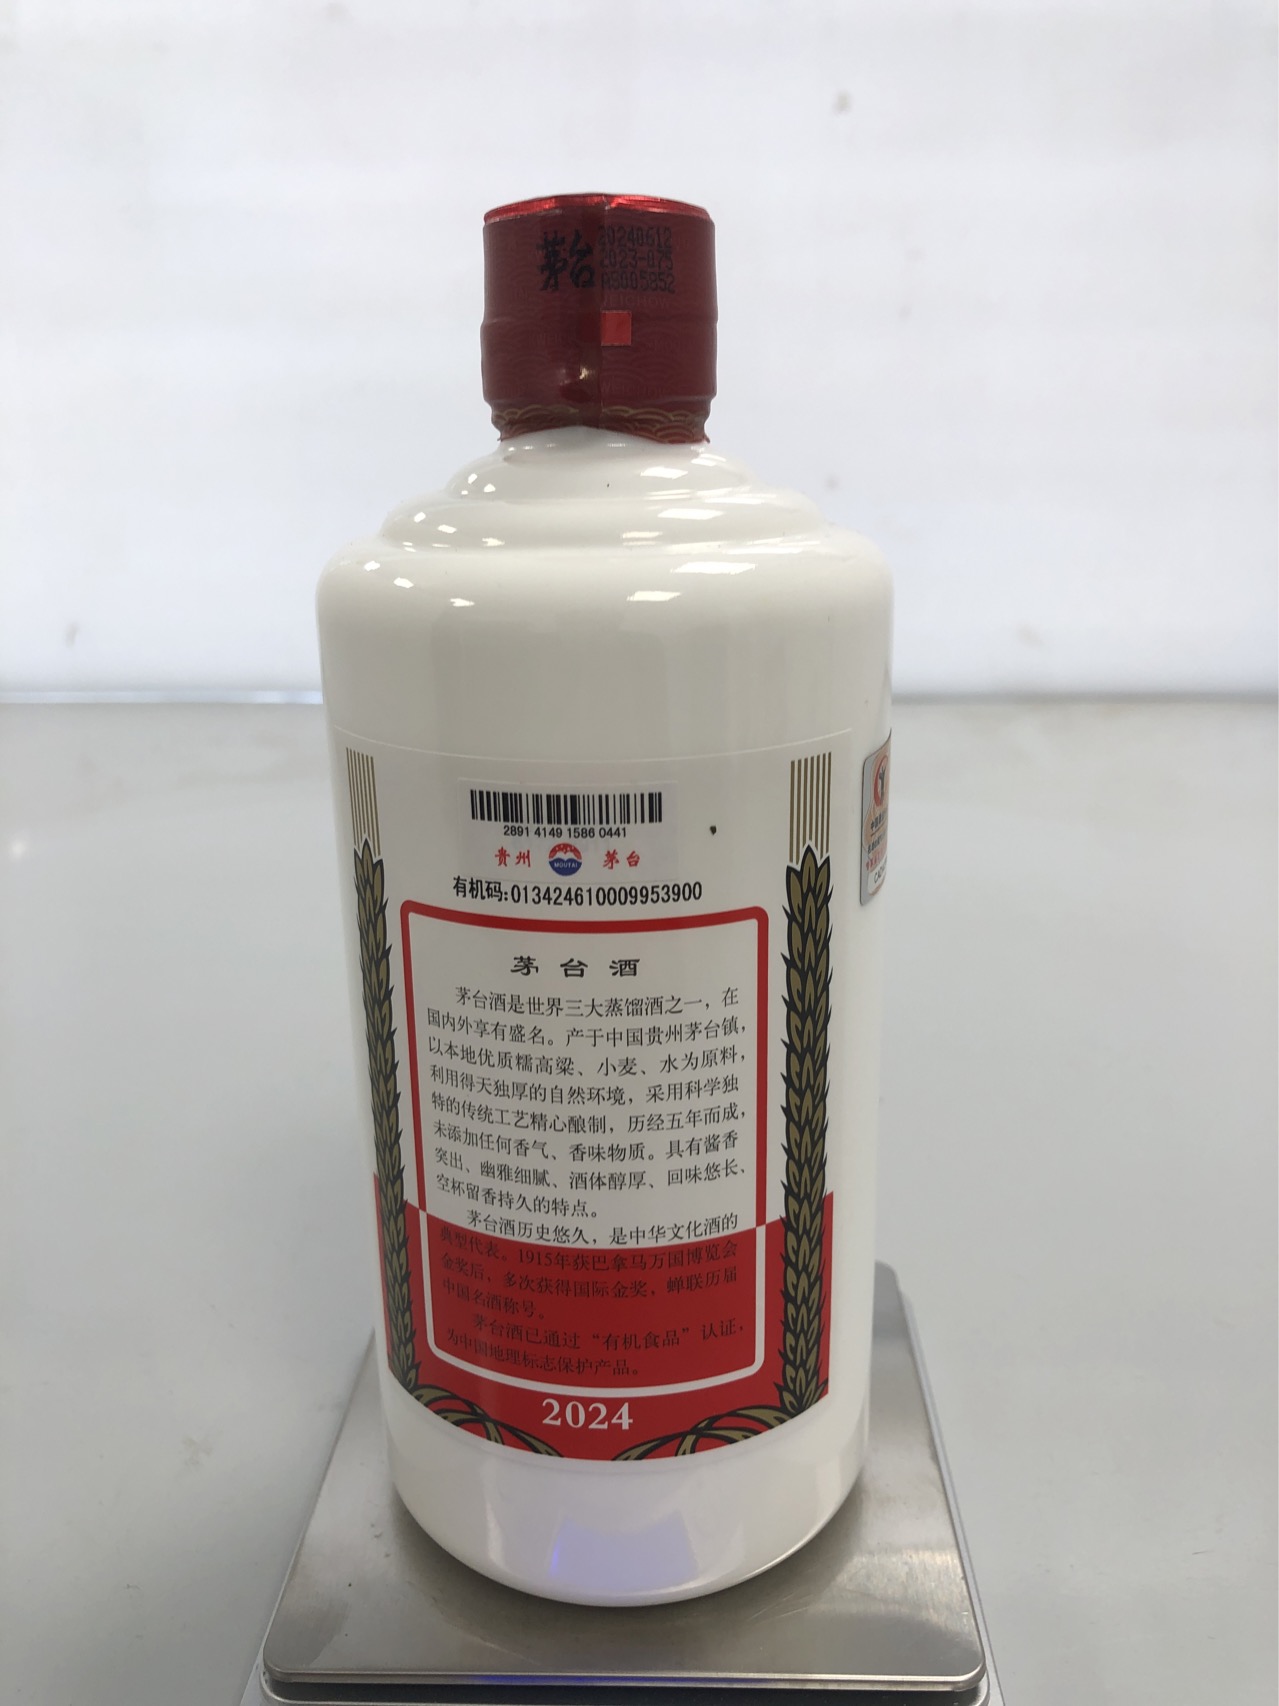 茅台
20240612
2023-075
A5005852
2891 4149 1586 0441
贵州 MOUTAI 茅台
有机码:013424610009953900
茅台酒
茅台酒是世界三大蒸馏酒之一，在
国内外享有盛名。产于中国贵州茅台镇，
以本地优质糯高粱、小麦、水为原料，
利用得天独厚的自然环境，采用科学独
特的传统工艺精心酿制，历经五年而成，
未添加任何香气、香味物质。具有酱香
突出、幽雅细腻、酒体醇厚、回味悠长、
空杯留香持久的特点。
茅台酒历史悠久，是中华文化酒的
典型代表。1915年获巴拿马万国博览会
金奖后，多次获得国际金奖，蝉联历届
中国名酒称号。
茅台酒已通过“有机食品”认证，
为中国地理标志保护产品。
2024